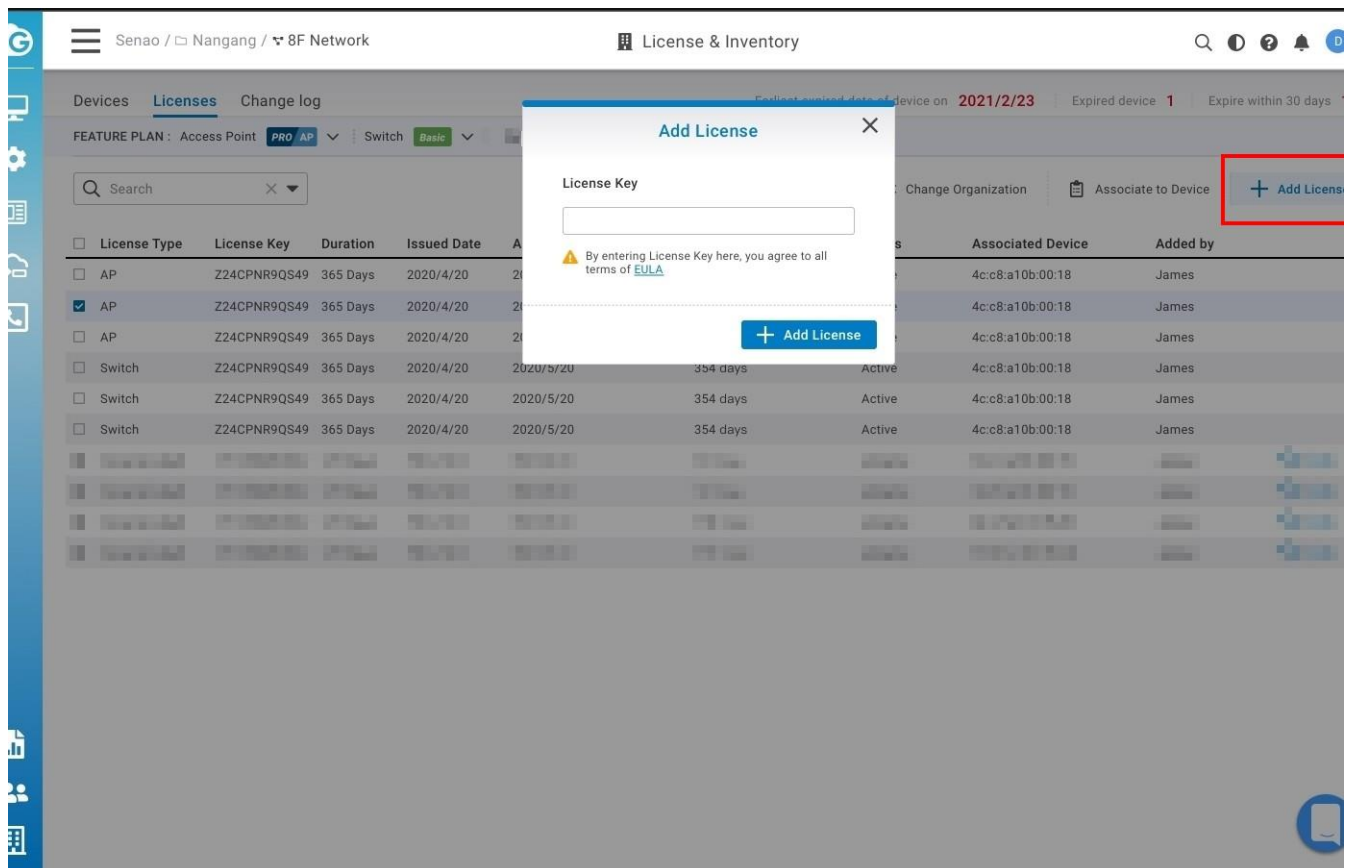 Senao / Nangang / 8F Network
License & Inventory
D
Devices Licenses Change log
Earliest expired date of device on 2021/2/23 Expired device 1 Expire within 30 days
FEATURE PLAN : Access Point PRO AP Switch Basic
Add License
License Key
By entering License Key here, you agree to all
terms of EULA
+ Add License
Search
Change Organization Associate to Device + Add License
License Type License Key Duration Issued Date A s Associated Device Added by
AP Z24CPNR9QS49 365 Days 2020/4/20 4c:c8:a10b:00:18 James
AP Z24CPNR9QS49 365 Days 2020/4/20 4c:c8:a10b:00:18 James
AP Z24CPNR9QS49 365 Days 2020/4/20 4c:c8:a10b:00:18 James
Switch Z24CPNR9QS49 365 Days 2020/4/20 2020/5/20 354 days Active 4c:c8:a10b:00:18 James
Switch Z24CPNR9QS49 365 Days 2020/4/20 2020/5/20 354 days Active 4c:c8:a10b:00:18 James
Switch Z24CPNR9QS49 365 Days 2020/4/20 2020/5/20 354 days Active 4c:c8:a10b:00:18 James